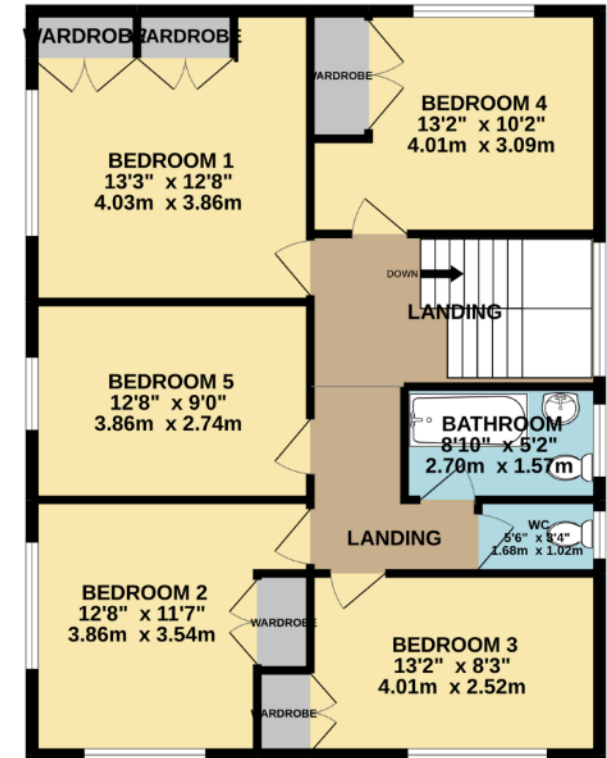 WARDROBE
WARDROBE
WARDROBE
BEDROOM 4
13'2" x 10'2"
4.01m x 3.09m
BEDROOM 1
13'3" x 12'8"
4.03m x 3.86m
DOWN
LANDING
BEDROOM 5
12'8" x 9'0"
3.86m x 2.74m
BATHROOM
8'10" x 5'2"
2.70m x 1.57m
LANDING
WC
5'6" x 3'4"
1.68m x 1.02m
BEDROOM 2
12'8" x 11'7"
3.86m x 3.54m
WARDROBE
BEDROOM 3
13'2" x 8'3"
4.01m x 2.52m
WARDROBE